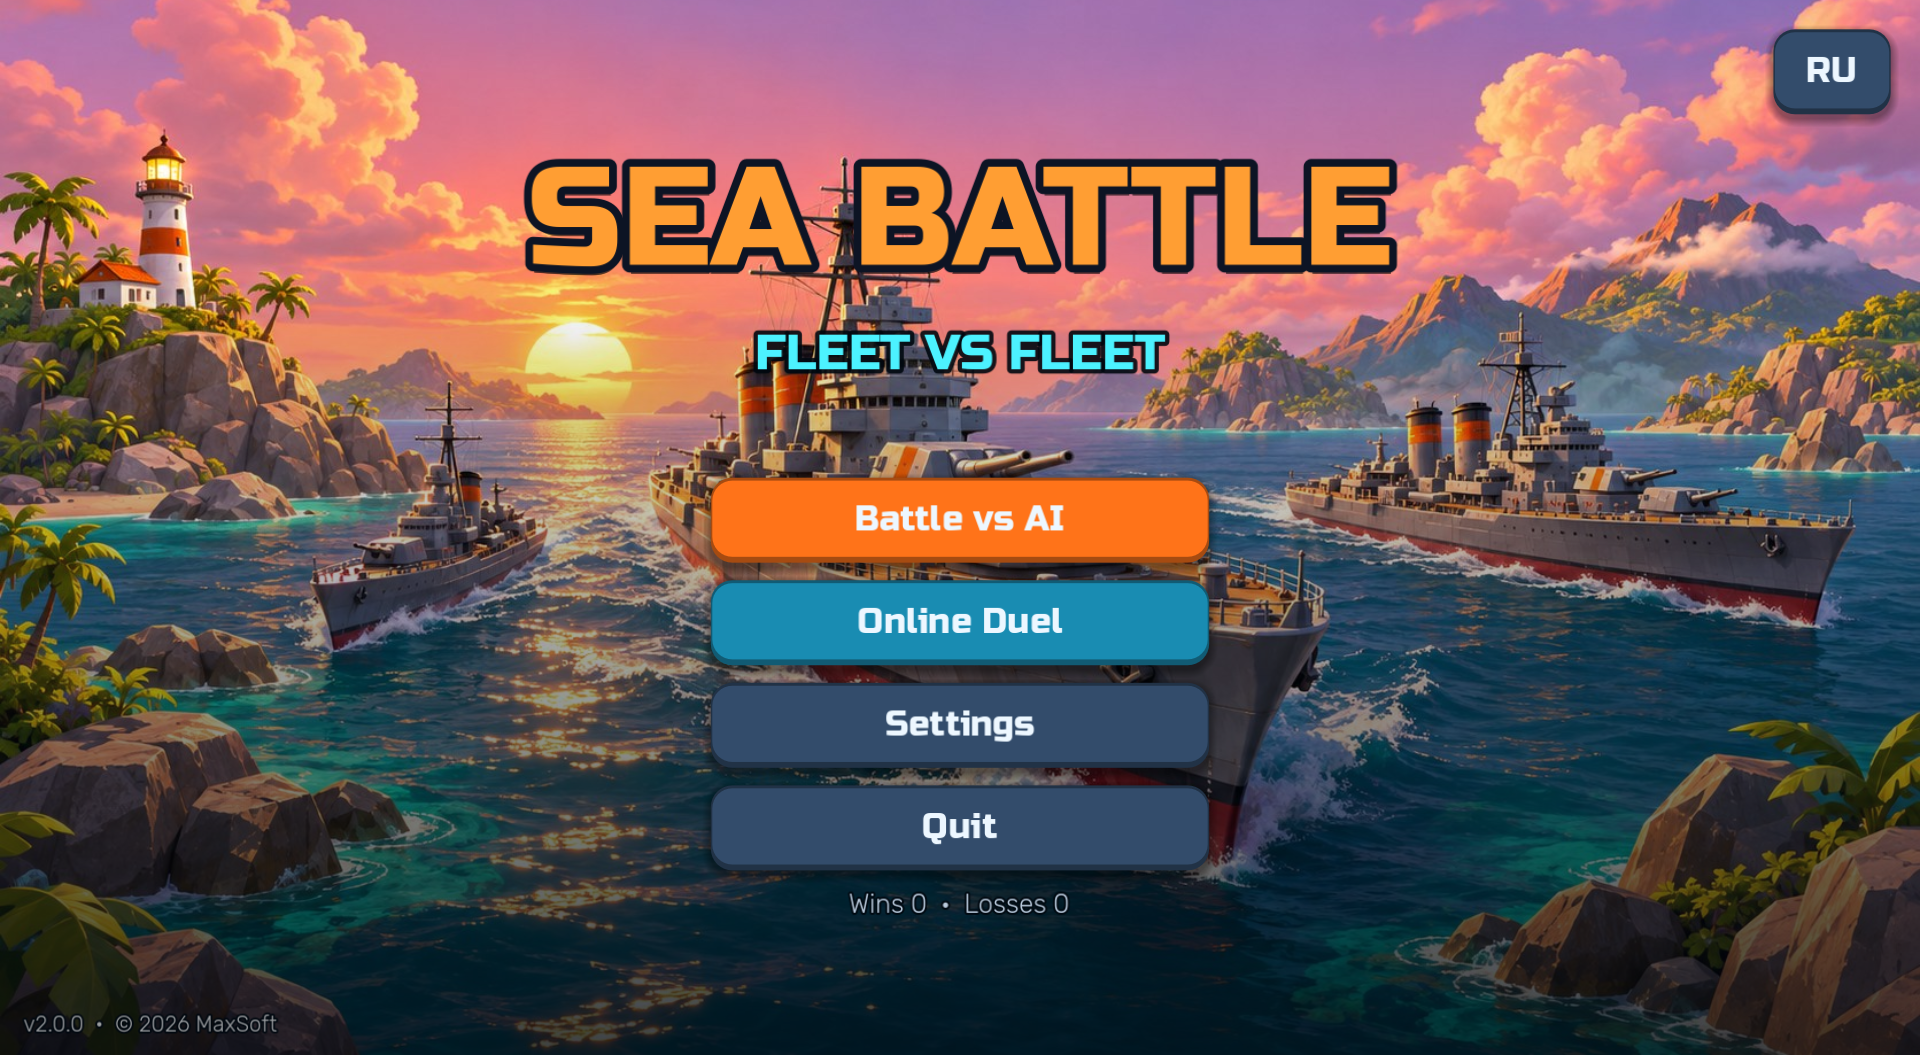 RU
SEA BATTLE
FLEET VS FLEET
Battle vs AI
Online Duel
Settings
Quit
Wins 0 • Losses 0
v2.0.0 • © 2026 MaxSoft